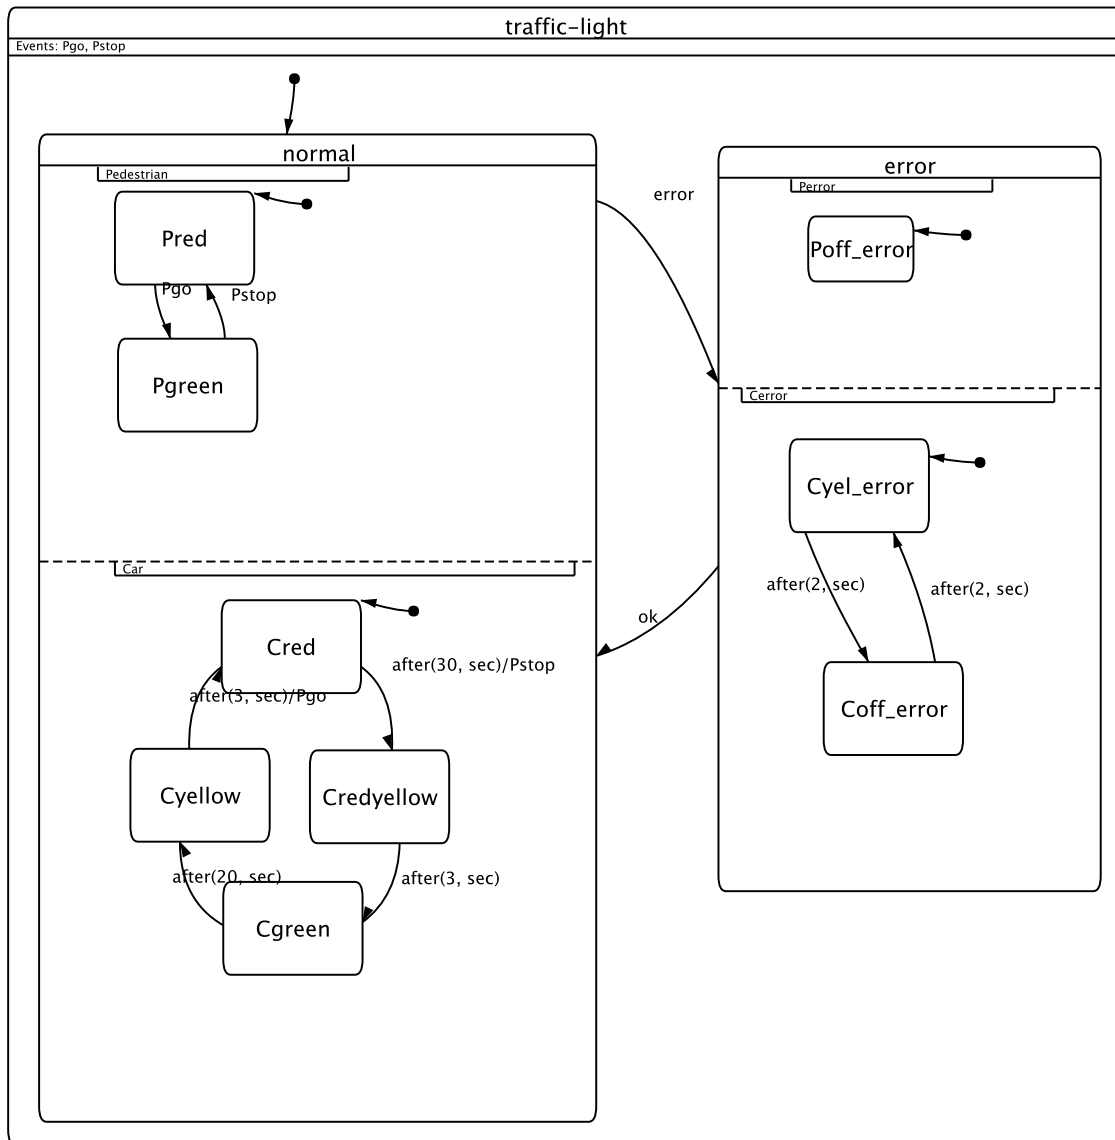 traffic-light
Events: Pgo, Pstop
normal
Pedestrian
Pred
Pgo
Pstop
Pgreen
Car
Cred
after(30, sec)/Pstop
after(3, sec)/Pgo
Cyellow
Credyellow
after(20, sec)
after(3, sec)
Cgreen
error
ok
error
Perror
Poff_error
Cerror
Cyel_error
after(2, sec)
after(2, sec)
Coff_error